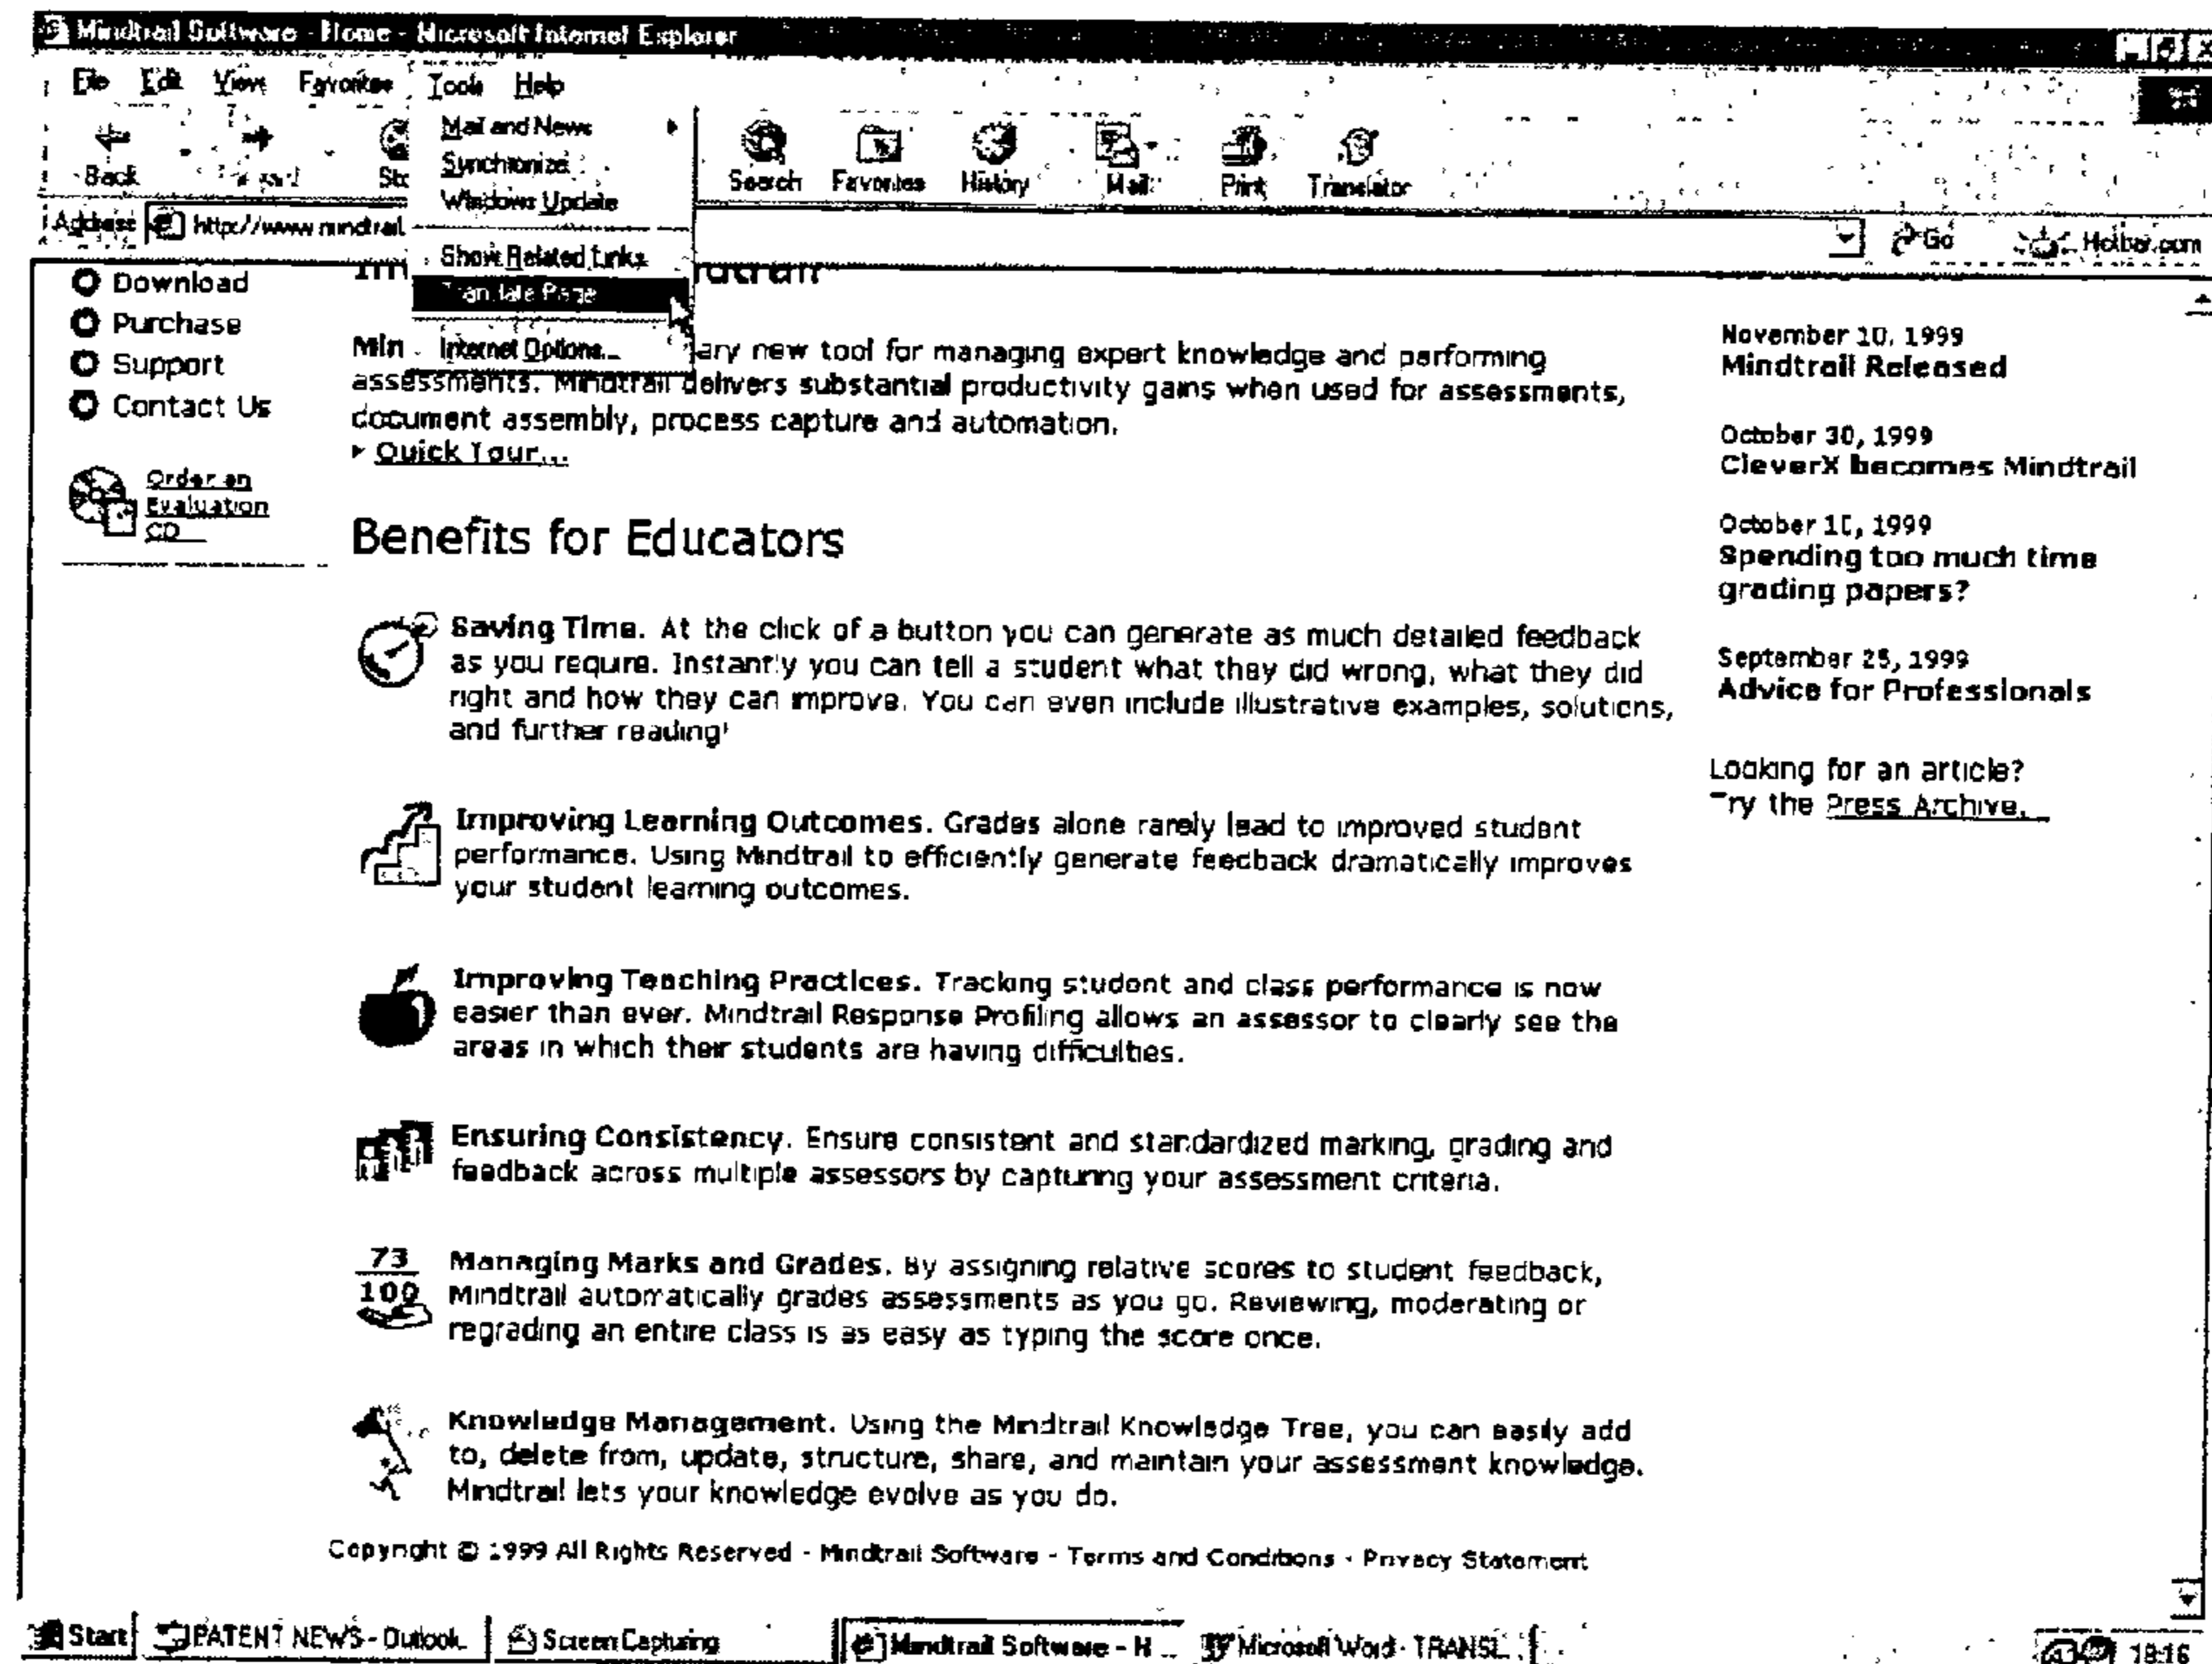 Mindtrail Software - Home - Microsoft Internet Explorer
File Edit View Favorites Tools Help
Mail and News
Synchronize
Windows Update
Show Related Links
Translate Page
Internet Options...
Back
Search Favorites History Mail Print Translator
Address http://www.mindtrail
Go Hotbar.com
Download
Purchase
Support
Contact Us
Order an
Evaluation
CD
ary new tool for managing expert knowledge and performing
assessments. Mindtrail delivers substantial productivity gains when used for assessments,
document assembly, process capture and automation.
Quick Tour...
Benefits for Educators
Saving Time. At the click of a button you can generate as much detailed feedback
as you require. Instantly you can tell a student what they did wrong, what they did
right and how they can improve. You can even include illustrative examples, solutions,
and further reading!
Improving Learning Outcomes. Grades alone rarely lead to improved student
performance. Using Mindtrail to efficiently generate feedback dramatically improves
your student learning outcomes.
Improving Teaching Practices. Tracking student and class performance is now
easier than ever. Mindtrail Response Profiling allows an assessor to clearly see the
areas in which their students are having difficulties.
Ensuring Consistency. Ensure consistent and standardized marking, grading and
feedback across multiple assessors by capturing your assessment criteria.
73
100
Managing Marks and Grades. By assigning relative scores to student feedback,
Mindtrail automatically grades assessments as you go. Reviewing, moderating or
regrading an entire class is as easy as typing the score once.
Knowledge Management. Using the Mindtrail Knowledge Tree, you can easily add
to, delete from, update, structure, share, and maintain your assessment knowledge.
Mindtrail lets your knowledge evolve as you do.
November 10, 1999
Mindtrail Released
October 30, 1999
CleverX becomes Mindtrail
October 10, 1999
Spending too much time
grading papers?
September 25, 1999
Advice for Professionals
Looking for an article?
Try the Press Archive.
Copyright © 1999 All Rights Reserved - Mindtrail Software - Terms and Conditions - Privacy Statement
Start PATENT NEWS - Outlook.. Screen Capturing Mindtrail Software - H... Microsoft Word - TRANSL... 18:16